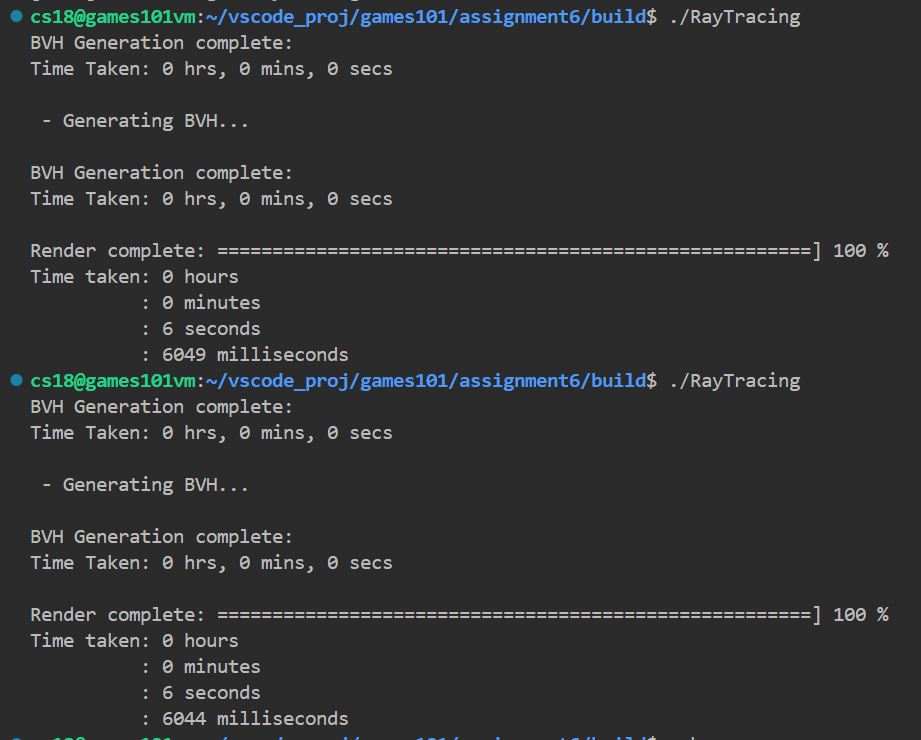 cs18@games101vm:~/vscode_proj/games101/assignment6/build$ ./RayTracing
BVH Generation complete:
Time Taken: 0 hrs, 0 mins, 0 secs
- Generating BVH...
BVH Generation complete:
Time Taken: 0 hrs, 0 mins, 0 secs
Render complete: ======================================================] 100 %
Time taken: 0 hours
: 0 minutes
: 6 seconds
: 6049 milliseconds
cs18@games101vm:~/vscode_proj/games101/assignment6/build$ ./RayTracing
BVH Generation complete:
Time Taken: 0 hrs, 0 mins, 0 secs
- Generating BVH...
BVH Generation complete:
Time Taken: 0 hrs, 0 mins, 0 secs
Render complete: ======================================================] 100 %
Time taken: 0 hours
: 0 minutes
: 6 seconds
: 6044 milliseconds